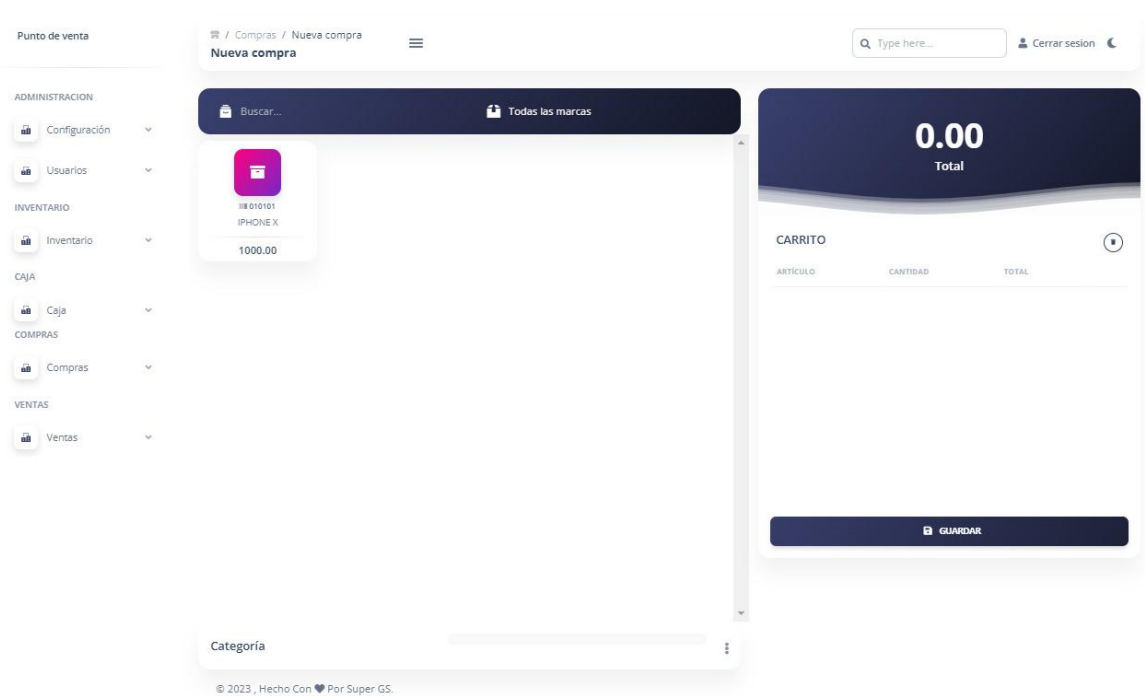 Punto de venta
/ Compras / Nueva compra
Nueva compra
Type here...
Cerrar sesion
ADMINISTRACION
Configuración
Usuarios
INVENTARIO
Inventario
CAJA
Caja
COMPRAS
Compras
VENTAS
Ventas
Buscar...
Todas las marcas
010101
IPHONE X
1000.00
0.00
Total
CARRITO
ARTÍCULO CANTIDAD TOTAL
GUARDAR
Categoría
© 2023 , Hecho Con ♥ Por Super GS.